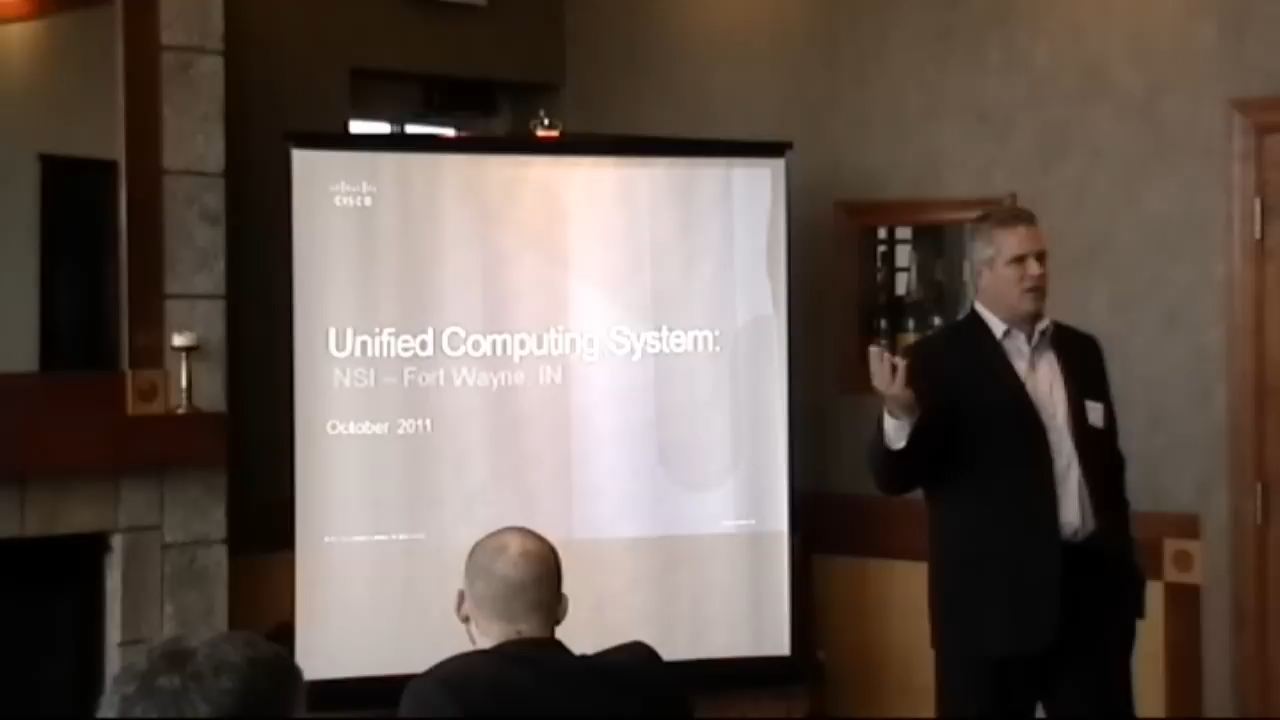 CISCO
Unified Computing System:
NSI – Fort Wayne, IN
October 2011